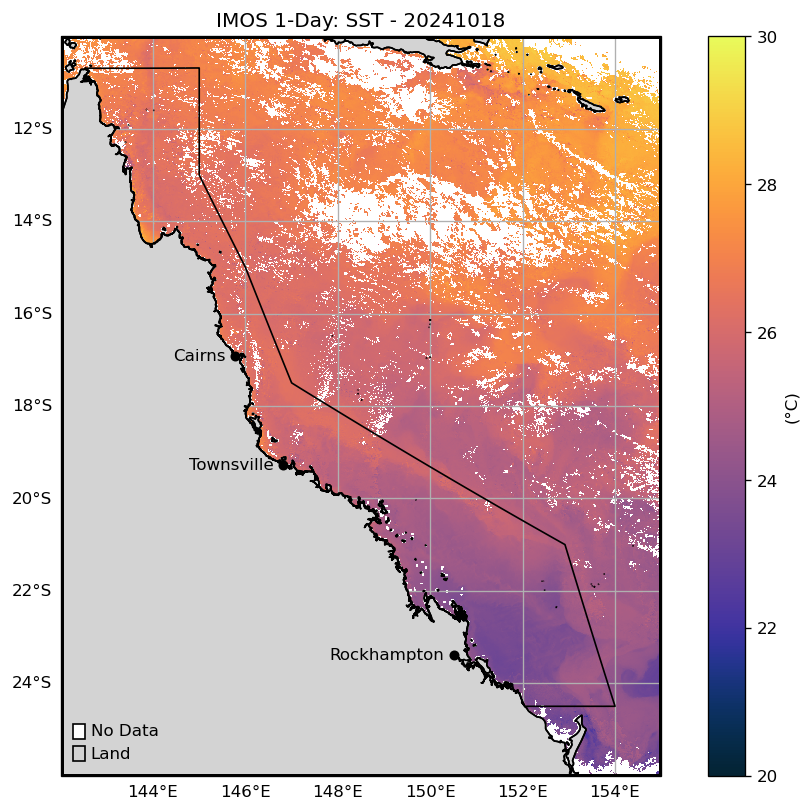 IMOS 1-Day: SST - 20241018
12°S
14°S
16°S
18°S
20°S
22°S
24°S
Cairns
Townsville
Rockhampton
No Data
Land
144°E 146°E 148°E 150°E 152°E 154°E
30
28
26
24
22
20
(°C)